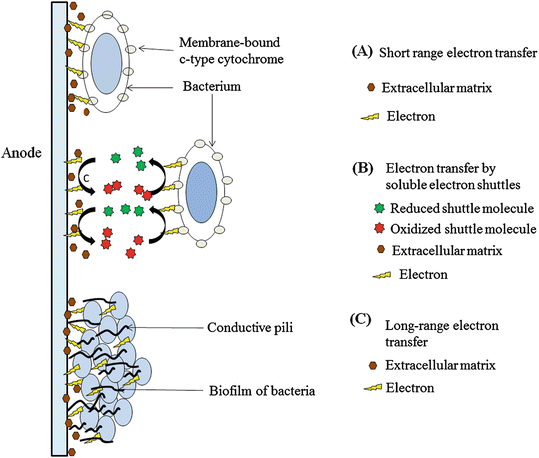 Membrane-bound
c-type cytochrome
Bacterium
Anode
C
Conductive pili
Biofilm of bacteria
(A) Short range electron transfer
Extracellular matrix
Electron
(B) Electron transfer by
soluble electron shuttles
Reduced shuttle molecule
Oxidized shuttle molecule
Extracellular matrix
Electron
(C) Long-range electron
transfer
Extracellular matrix
Electron